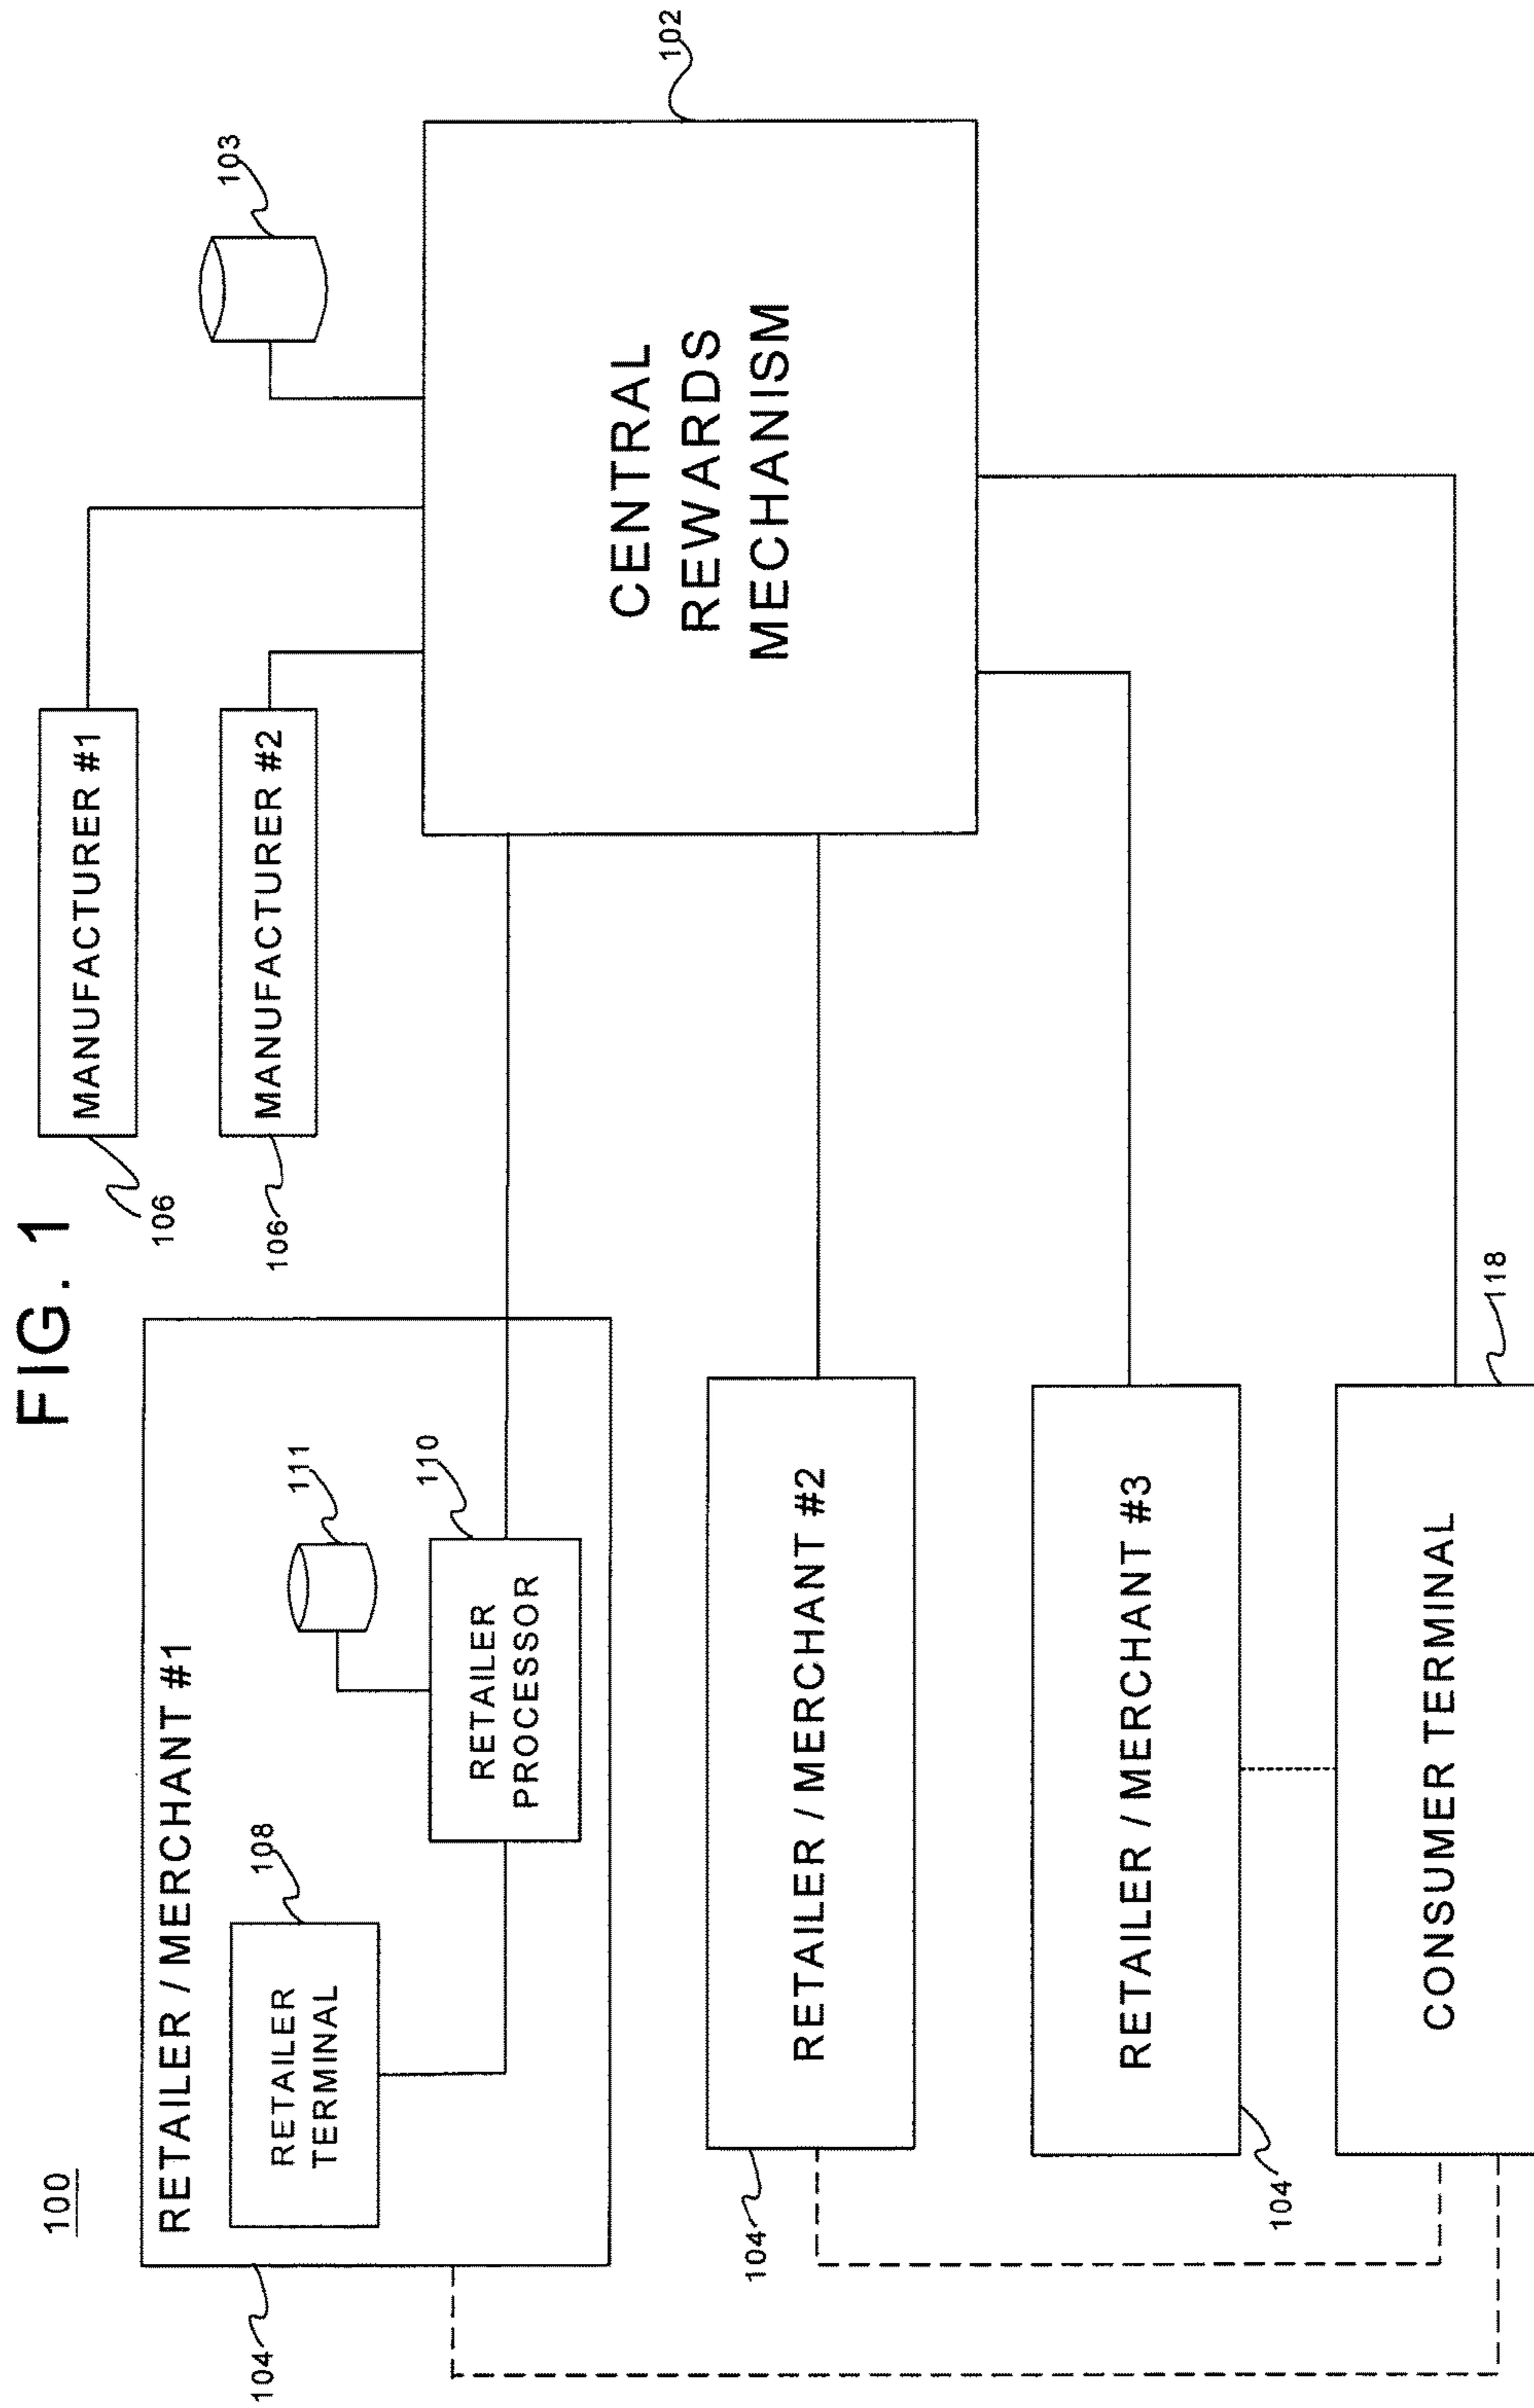 FIG. 1
100
RETAILER / MERCHANT #1
104
RETAILER
TERMINAL
108
RETAILER
PROCESSOR
110
111
MANUFACTURER #1
106
MANUFACTURER #2
106
103
CENTRAL
REWARDS
MECHANISM
102
RETAILER / MERCHANT #2
104
RETAILER / MERCHANT #3
104
CONSUMER TERMINAL
118